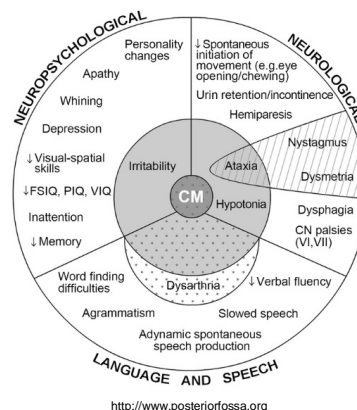 NEUROPSYCHOLOGICAL
NEUROLOGICAL
Personality
changes
Apathy
Whining
Depression
↓Visual-spatial
skills
↓FSIQ, PIQ, VIQ
Inattention
↓Memory
Irritability
↓Spontaneous
initiation of
movement (e.g.eye
opening/chewing)
Urin retention/incontinence
Hemiparesis
Nystagmus
Ataxia
Dysmetria
Hypotonia
Dysphagia
CN palsies
(VI,VII)
CM
Word finding
difficulties
Dysarthria
↓Verbal fluency
Agrammatism
Slowed speech
Adynamic spontaneous
speech production
LANGUAGE AND SPEECH
http://www.posteriorfossa.org